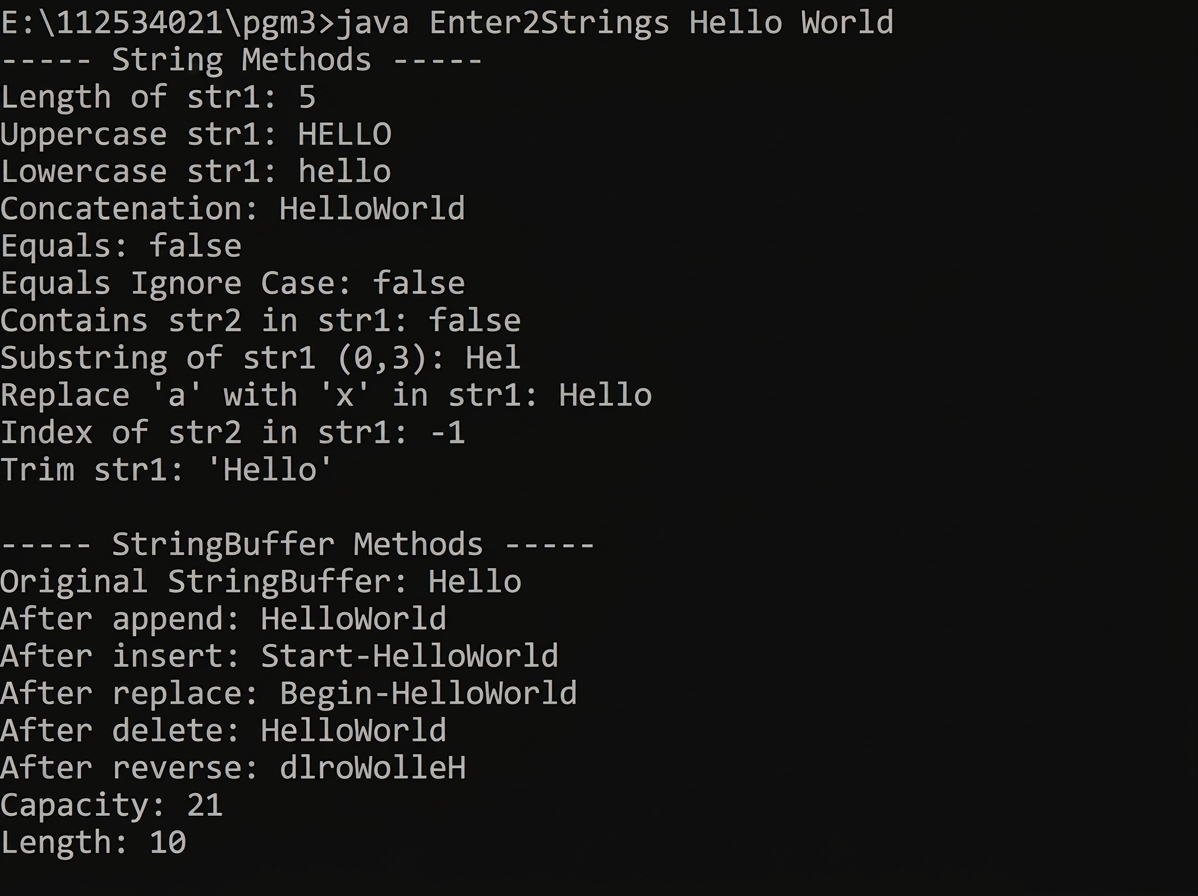 E:\112534021\pgm3>java Enter2Strings Hello World
----- String Methods -----
Length of str1: 5
Uppercase str1: HELLO
Lowercase str1: hello
Concatenation: HelloWorld
Equals: false
Equals Ignore Case: false
Contains str2 in str1: false
Substring of str1 (0,3): Hel
Replace 'a' with 'x' in str1: Hello
Index of str2 in str1: -1
Trim str1: 'Hello'

----- StringBuffer Methods -----
Original StringBuffer: Hello
After append: HelloWorld
After insert: Start-HelloWorld
After replace: Begin-HelloWorld
After delete: HelloWorld
After reverse: dlroWolleH
Capacity: 21
Length: 10